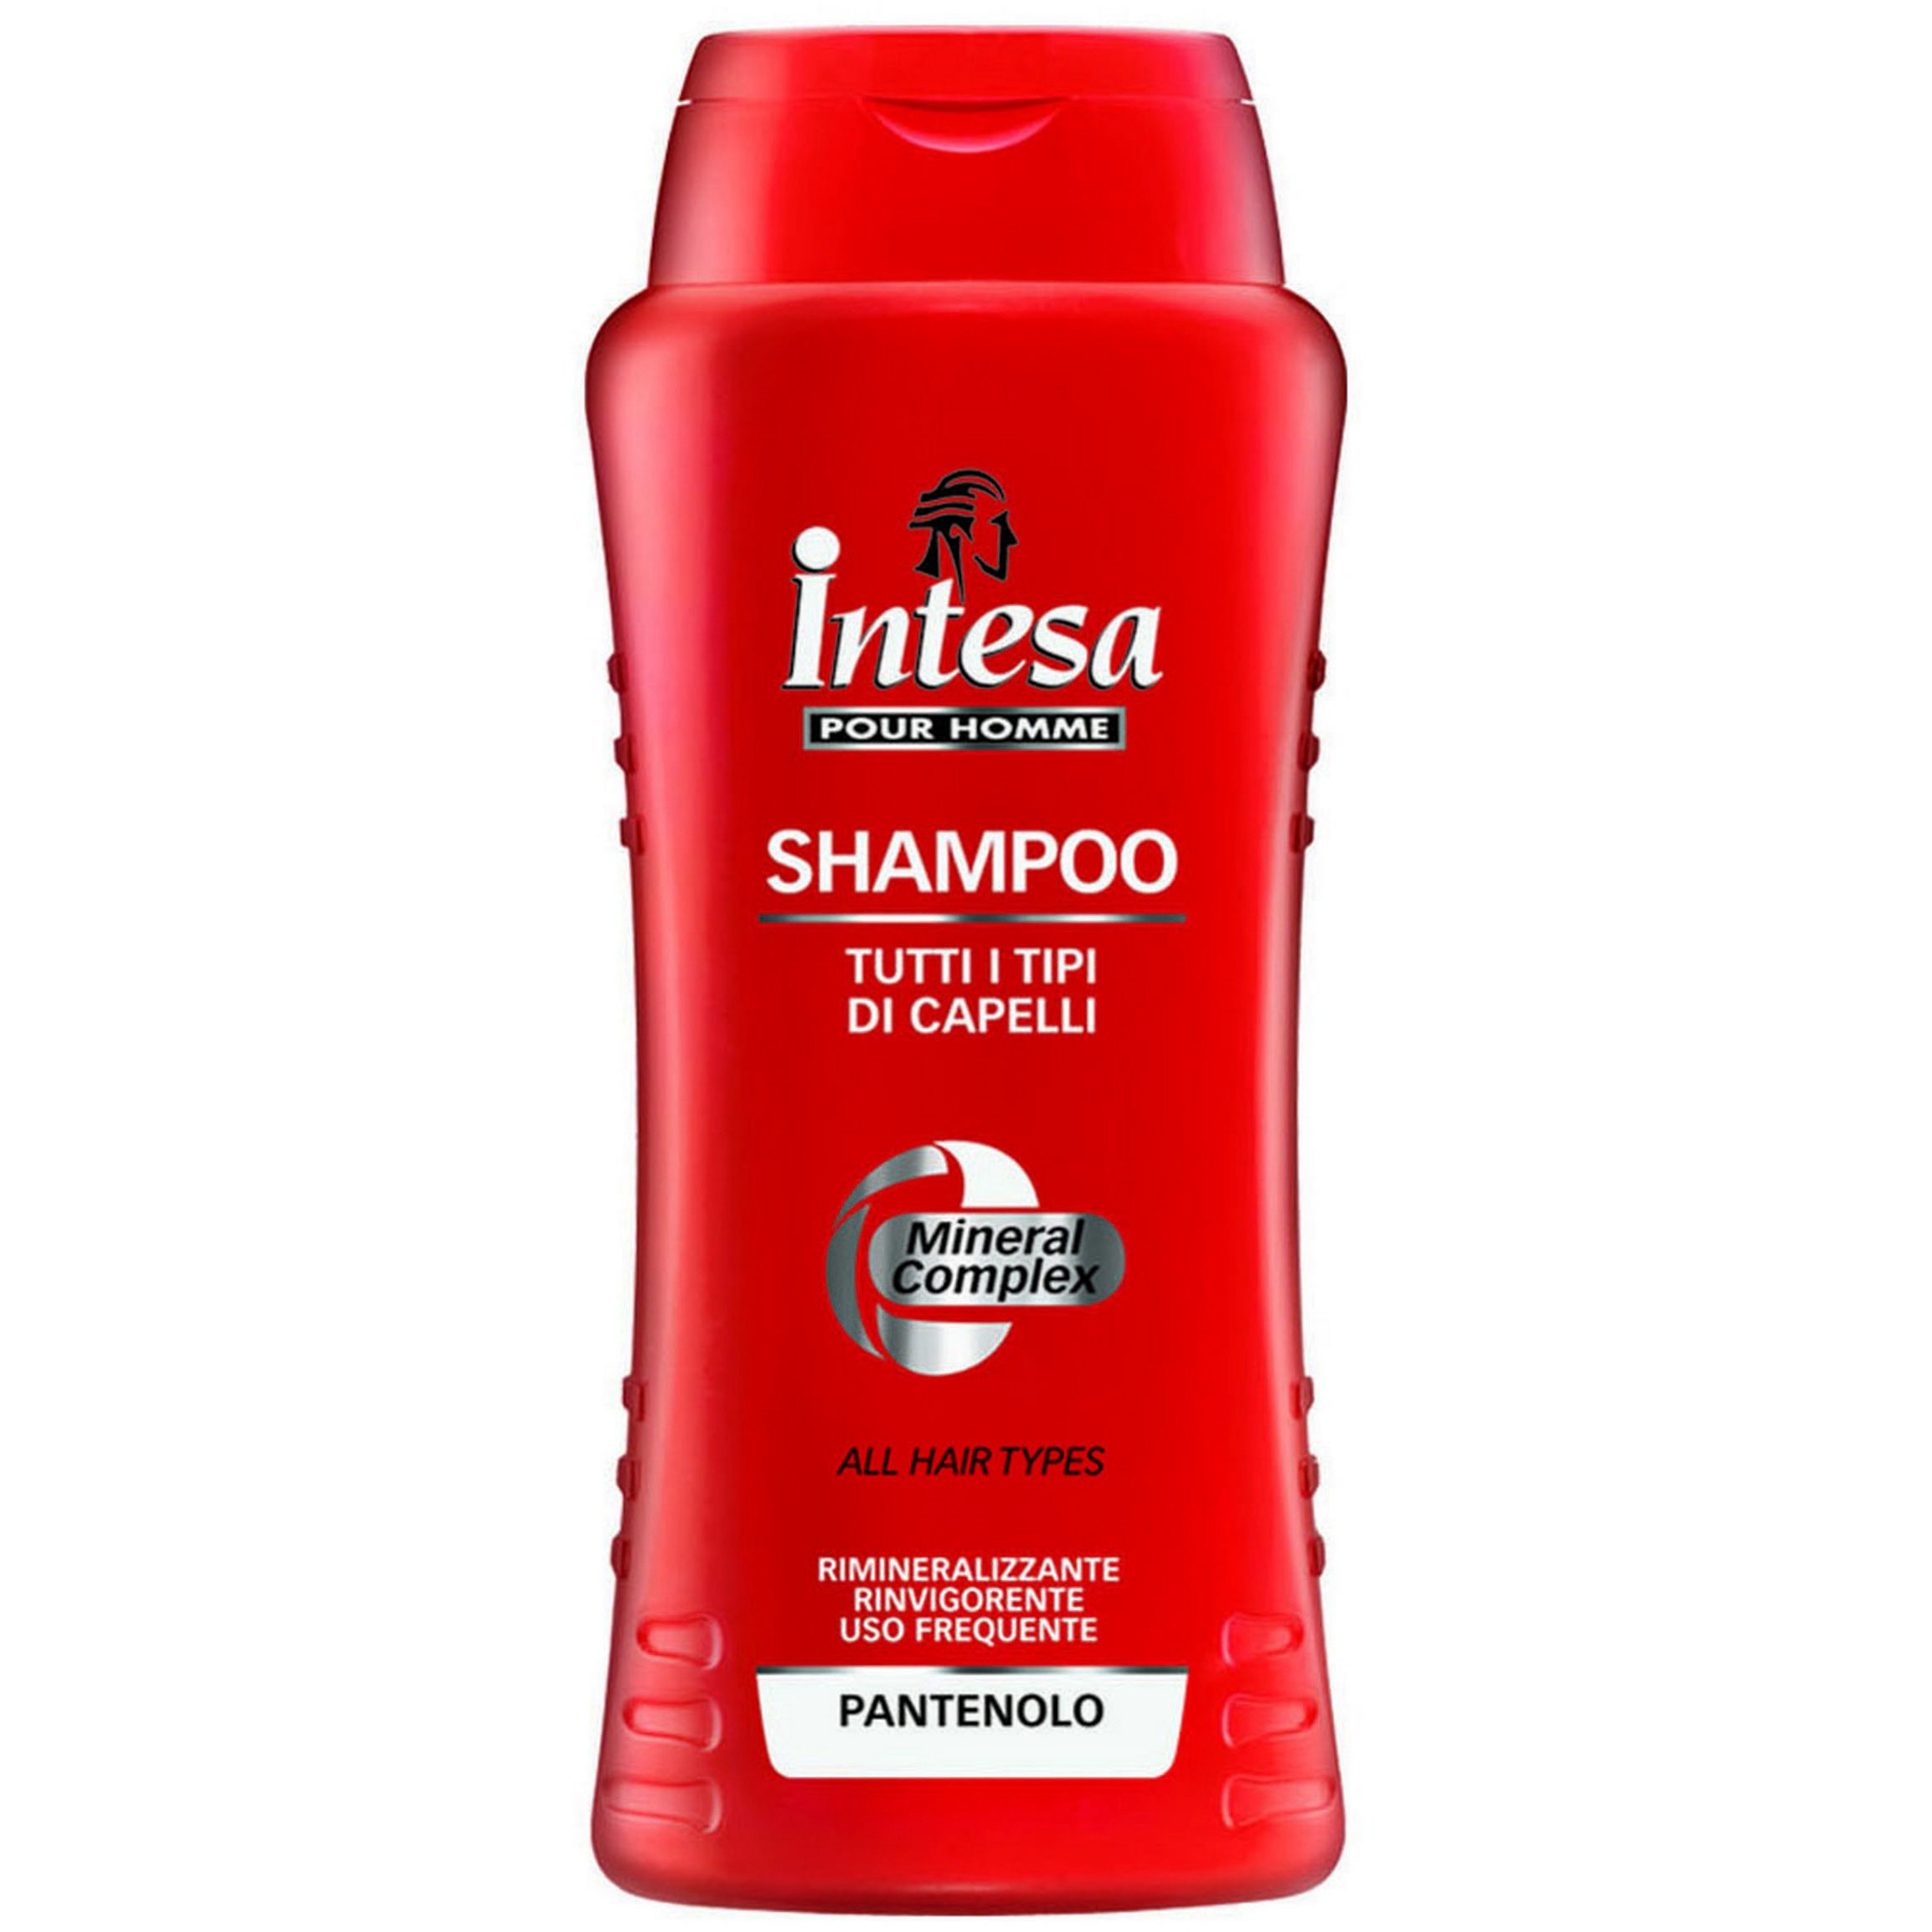 intesa
POUR HOMME
SHAMPOO
TUTTI I TIPI
DI CAPELLI
Mineral
Complex
ALL HAIR TYPES
RIMINERALIZZANTE
RINVIGORENTE
USO FREQUENTE
PANTENOLO